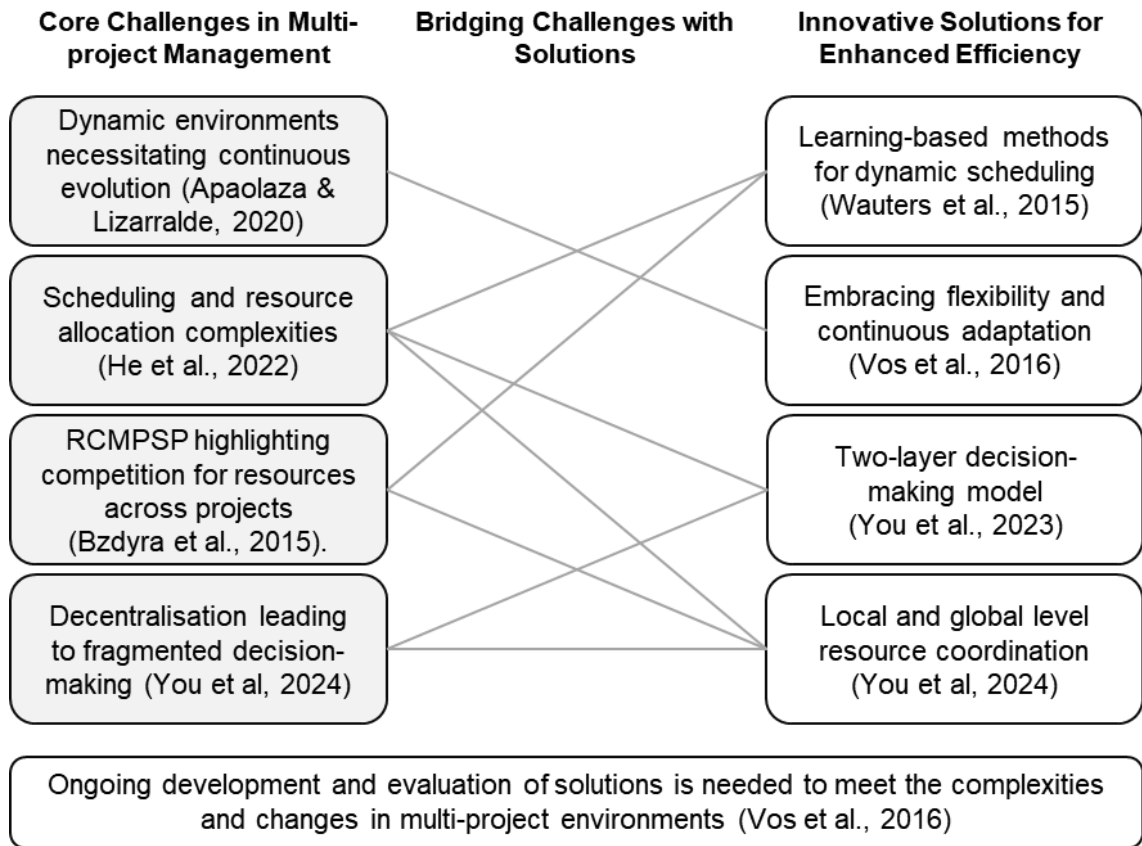 Core Challenges in Multi-
project Management
Bridging Challenges with
Solutions
Innovative Solutions for
Enhanced Efficiency
Dynamic environments
necessitating continuous
evolution (Apaolaza &
Lizarralde, 2020)
Scheduling and resource
allocation complexities
(He et al., 2022)
RCMPSP highlighting
competition for resources
across projects
(Bzdyra et al., 2015).
Decentralisation leading
to fragmented decision-
making (You et al, 2024)
Learning-based methods
for dynamic scheduling
(Wauters et al., 2015)
Embracing flexibility and
continuous adaptation
(Vos et al., 2016)
Two-layer decision-
making model
(You et al., 2023)
Local and global level
resource coordination
(You et al, 2024)
Ongoing development and evaluation of solutions is needed to meet the complexities
and changes in multi-project environments (Vos et al., 2016)